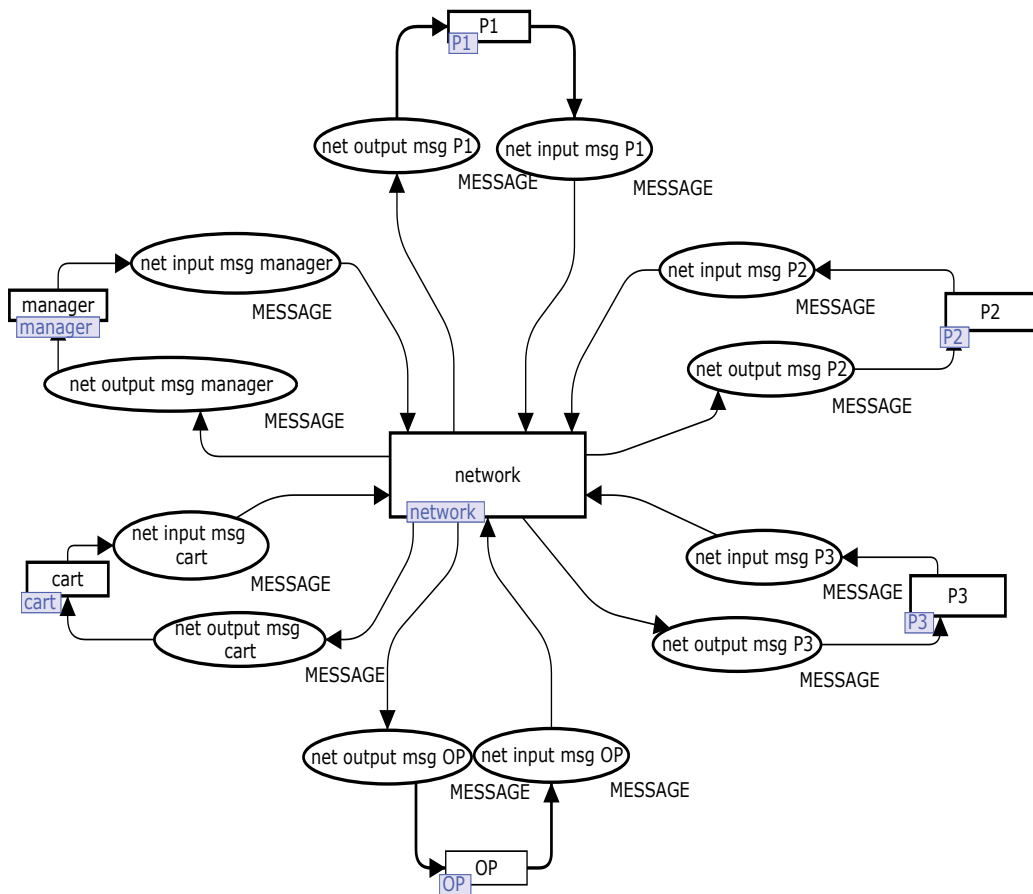 P1
P1
net output msg P1
MESSAGE
net input msg P1
MESSAGE
net input msg manager
MESSAGE
manager
manager
net output msg manager
MESSAGE
net input msg P2
MESSAGE
P2
P2
net output msg P2
MESSAGE
network
network
net input msg
cart
MESSAGE
cart
cart
net output msg
cart
MESSAGE
net input msg P3
MESSAGE
P3
P3
net output msg P3
MESSAGE
net output msg OP
MESSAGE
net input msg OP
MESSAGE
OP
OP